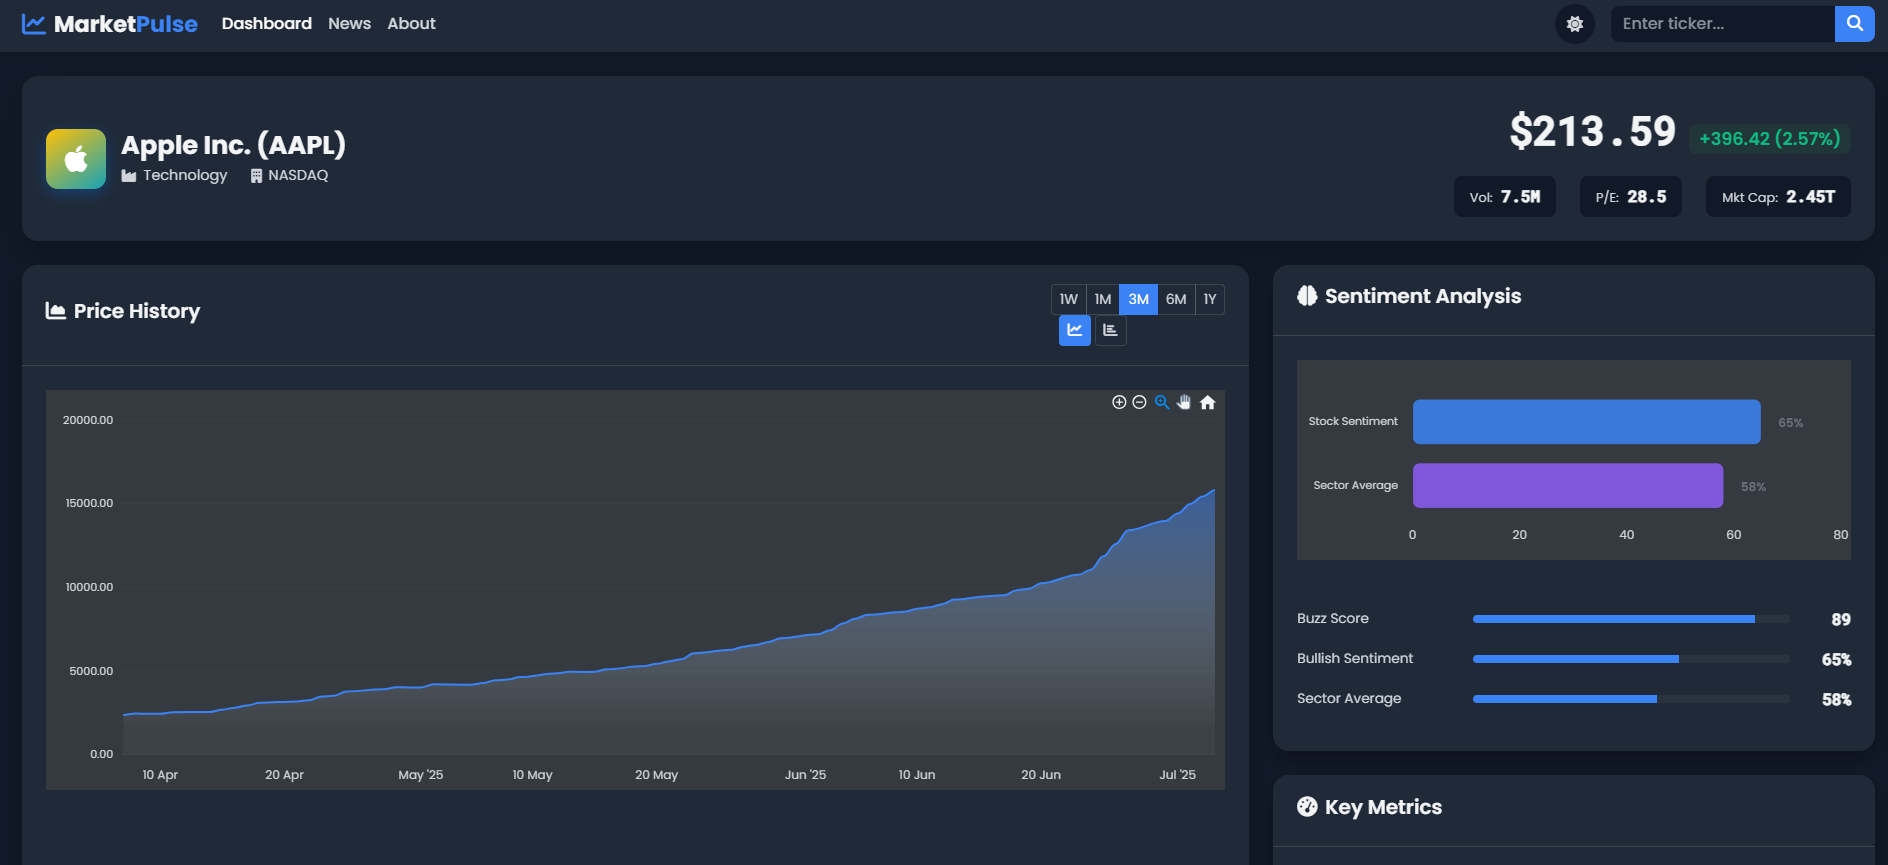 MarketPulse Dashboard News About
Enter ticker...
Apple Inc. (AAPL)
Technology NASDAQ
$213.59 +396.42 (2.57%)
Vol: 7.5M P/E: 28.5 Mkt Cap: 2.45T
Price History
1W 1M 3M 6M 1Y
20000.00
15000.00
10000.00
5000.00
0.00
10 Apr 20 Apr May '25 10 May 20 May Jun '25 10 Jun 20 Jun Jul '25
Sentiment Analysis
Stock Sentiment 65%
Sector Average 58%
0 20 40 60 80
Buzz Score 89
Bullish Sentiment 65%
Sector Average 58%
Key Metrics